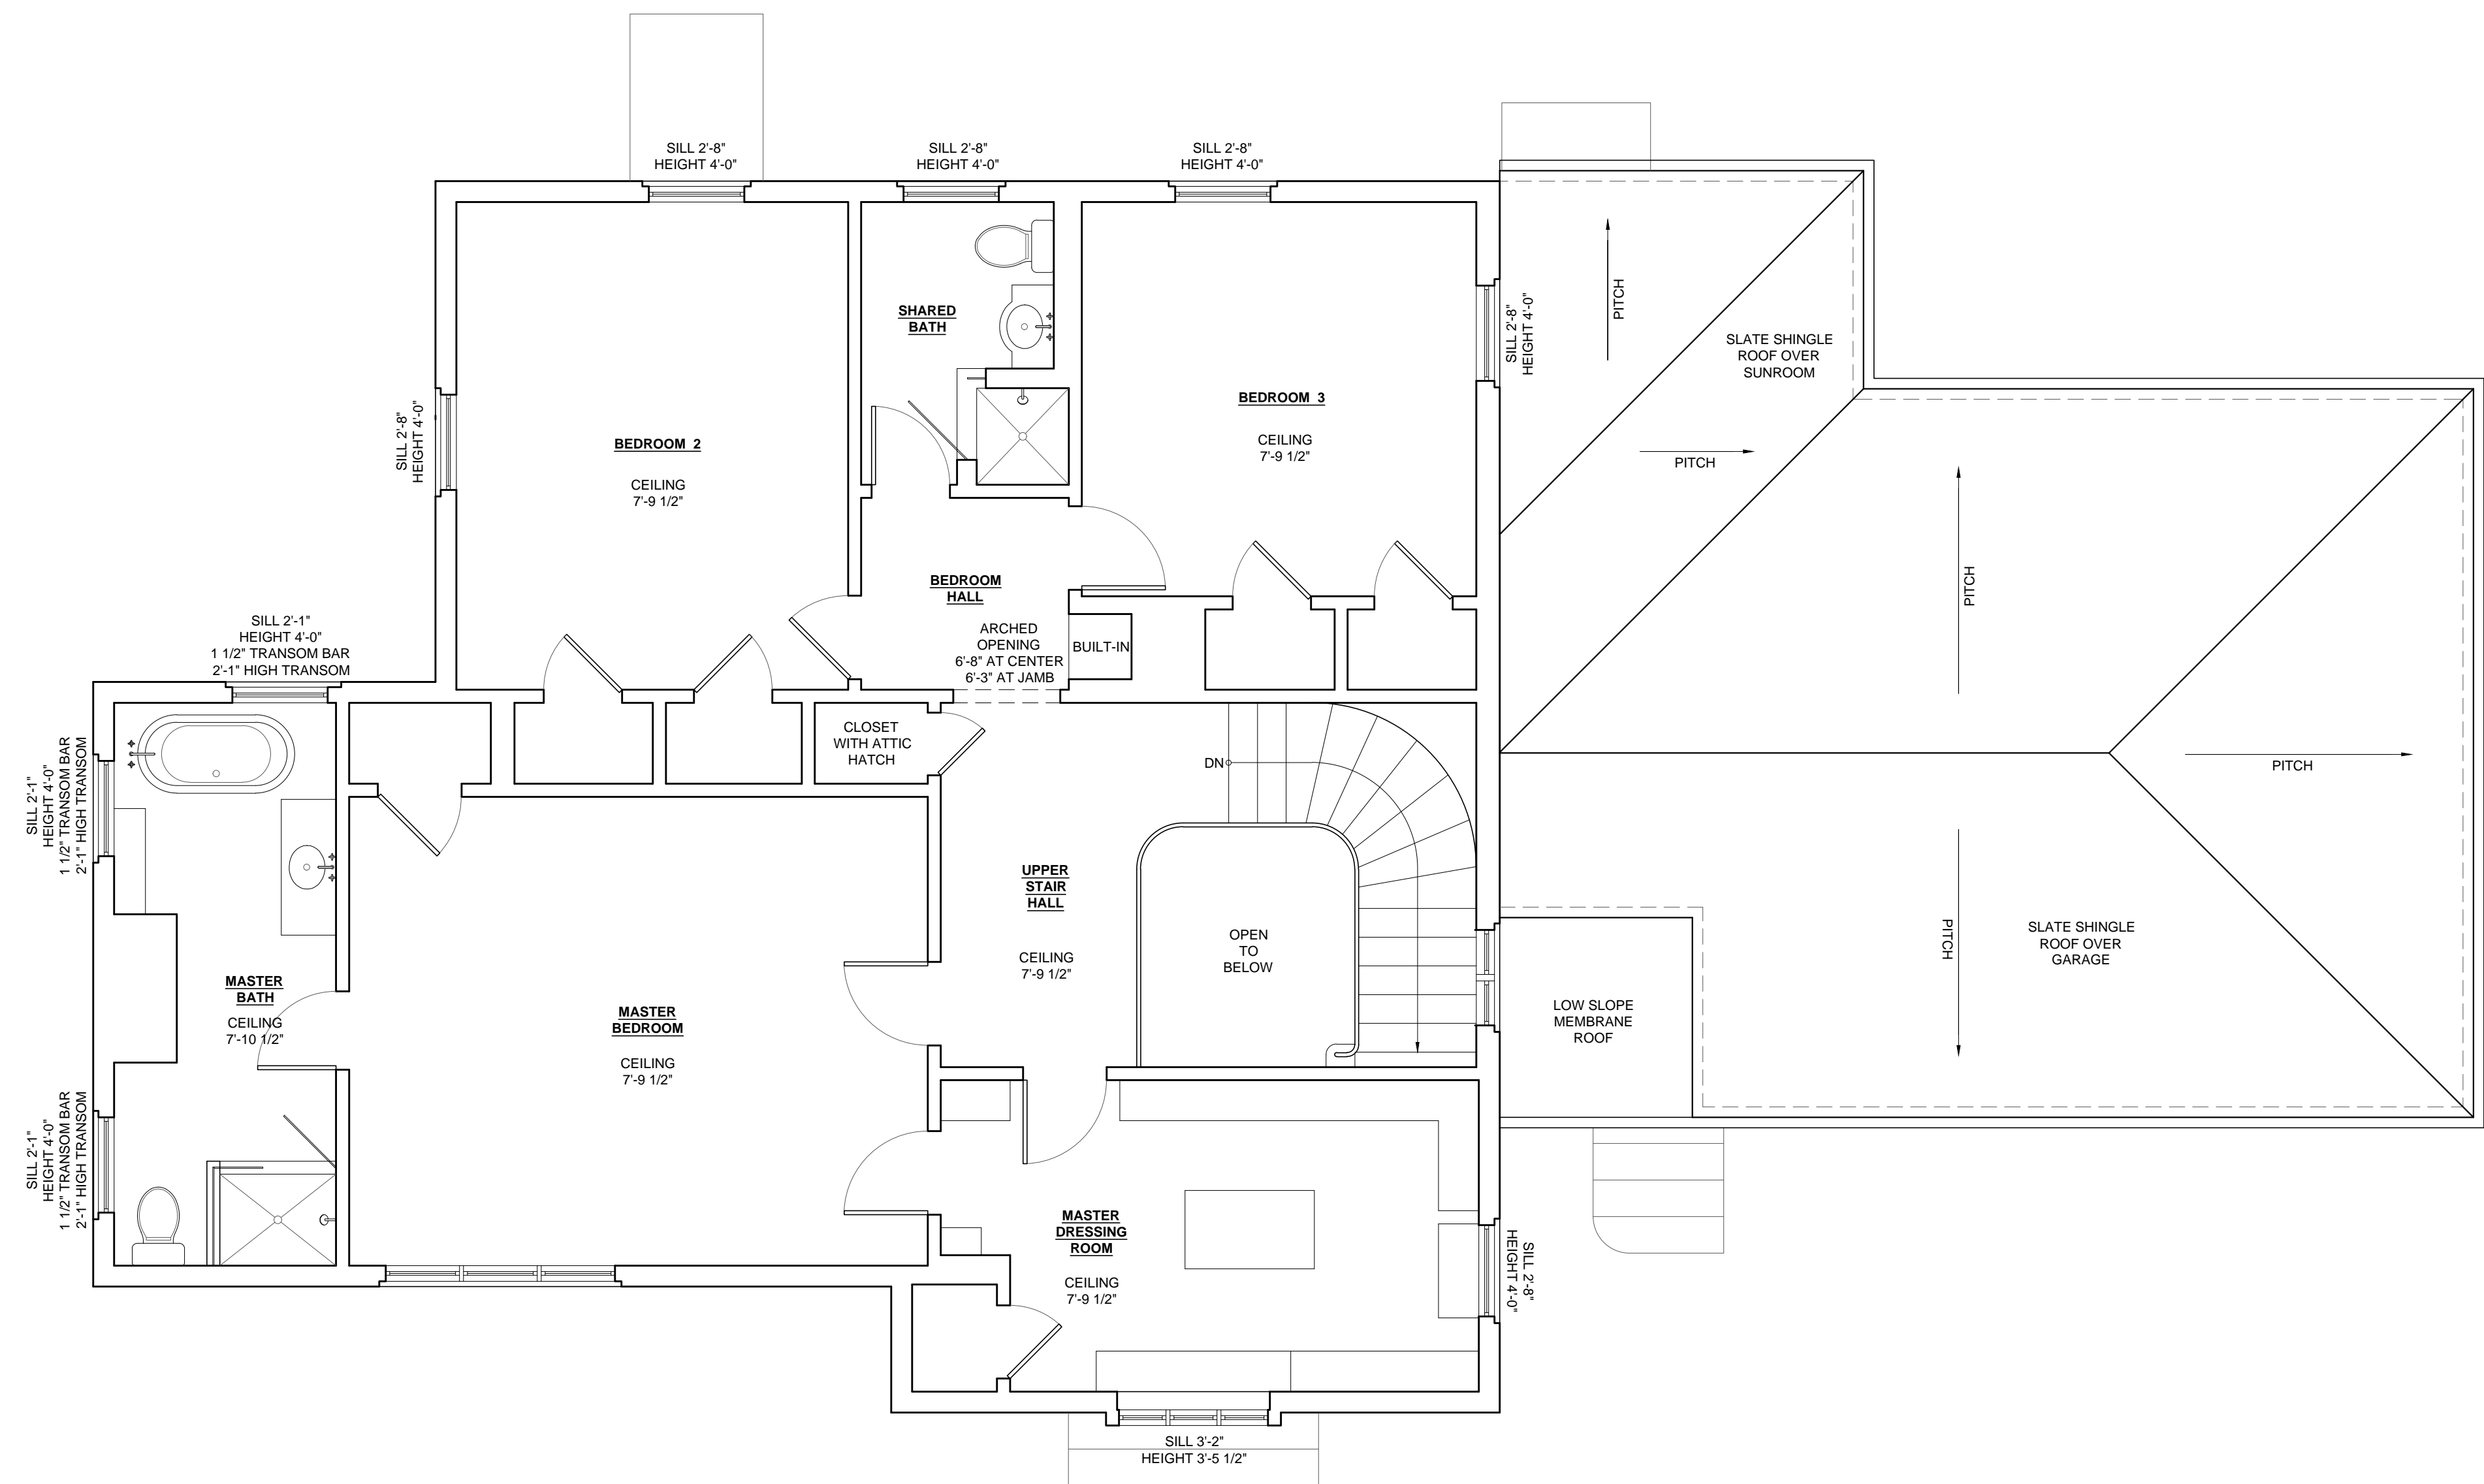 SILL 2'-8"
HEIGHT 4'-0"
SILL 2'-8"
HEIGHT 4'-0"
SILL 2'-8"
HEIGHT 4'-0"
SHARED
BATH
SILL 2'-8"
HEIGHT 4'-0"
PITCH
SLATE SHINGLE
ROOF OVER
SUNROOM
PITCH
SILL 2'-8"
HEIGHT 4'-0"
BEDROOM 2
CEILING
7'-9 1/2"
BEDROOM 3
CEILING
7'-9 1/2"
BEDROOM
HALL
ARCHED
OPENING
6'-8" AT CENTER
6'-3" AT JAMB
BUILT-IN
PITCH
SILL 2'-1"
HEIGHT 4'-0"
1 1/2" TRANSOM BAR
2'-1" HIGH TRANSOM
CLOSET
WITH ATTIC
HATCH
DN
PITCH
SILL 2'-1"
HEIGHT 4'-0"
1 1/2" TRANSOM BAR
2'-1" HIGH TRANSOM
UPPER
STAIR
HALL
CEILING
7'-9 1/2"
OPEN
TO
BELOW
PITCH
SLATE SHINGLE
ROOF OVER
GARAGE
LOW SLOPE
MEMBRANE
ROOF
MASTER
BATH
CEILING
7'-10 1/2"
MASTER
BEDROOM
CEILING
7'-9 1/2"
SILL 2'-1"
HEIGHT 4'-0"
1 1/2" TRANSOM BAR
2'-1" HIGH TRANSOM
MASTER
DRESSING
ROOM
CEILING
7'-9 1/2"
SILL 2'-8"
HEIGHT 4'-0"
SILL 3'-2"
HEIGHT 3'-5 1/2"